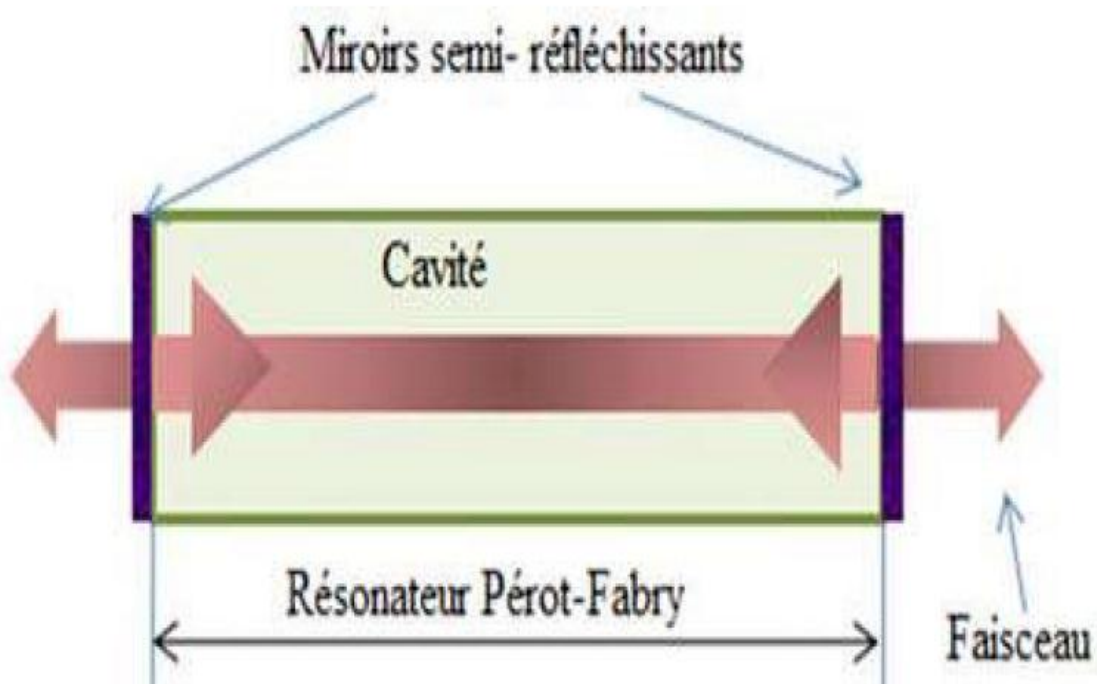 Miroirs semi- réfléchissants
Cavité
Résonateur Pérot-Fabry
Faisceau